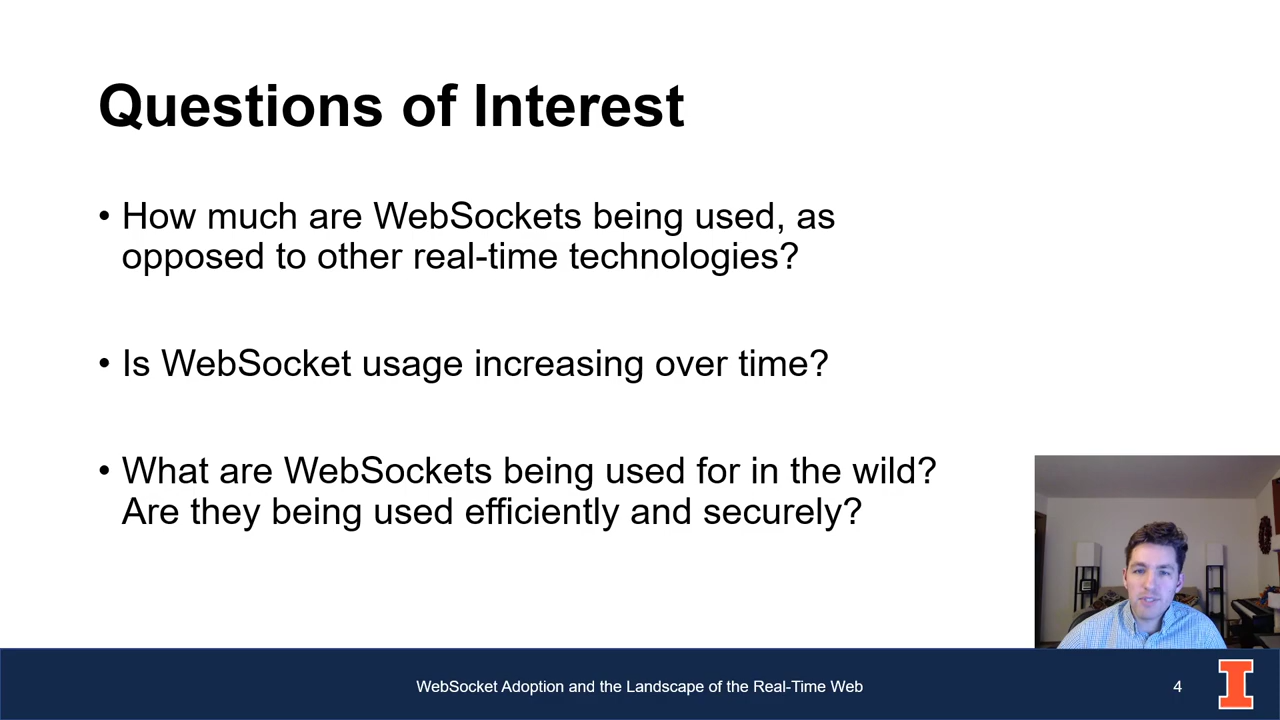 Questions of Interest
• How much are WebSockets being used, as
opposed to other real-time technologies?
• Is WebSocket usage increasing over time?
• What are WebSockets being used for in the wild?
Are they being used efficiently and securely?
WebSocket Adoption and the Landscape of the Real-Time Web
4
I